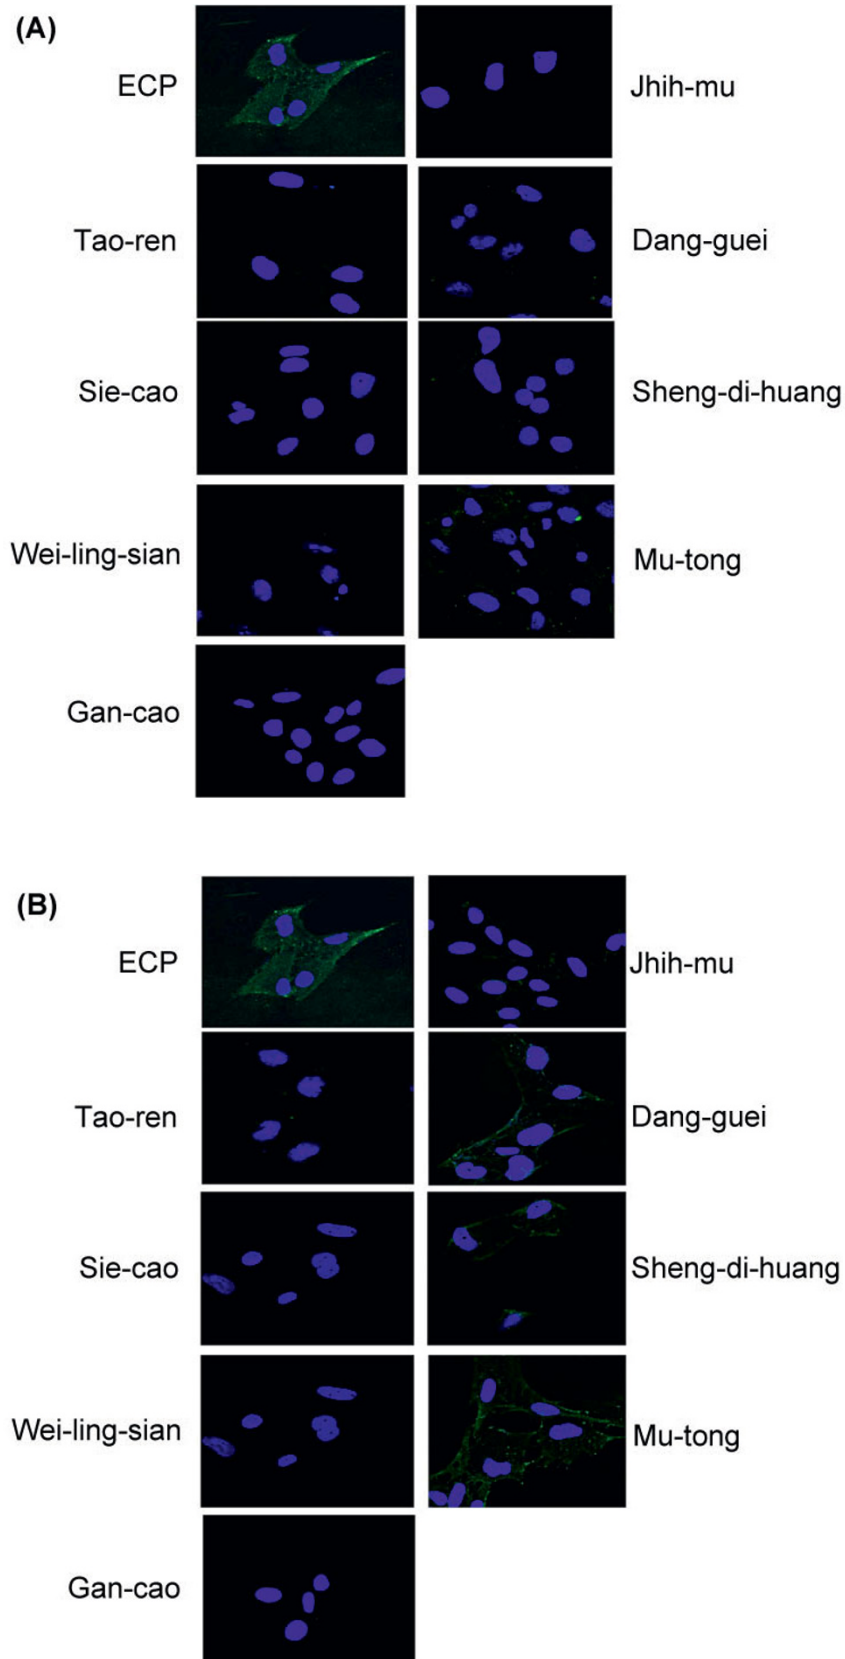 (A)
ECP
Jhih-mu
Tao-ren
Dang-guei
Sie-cao
Sheng-di-huang
Wei-ling-sian
Mu-tong
Gan-cao
(B)
ECP
Jhih-mu
Tao-ren
Dang-guei
Sie-cao
Sheng-di-huang
Wei-ling-sian
Mu-tong
Gan-cao